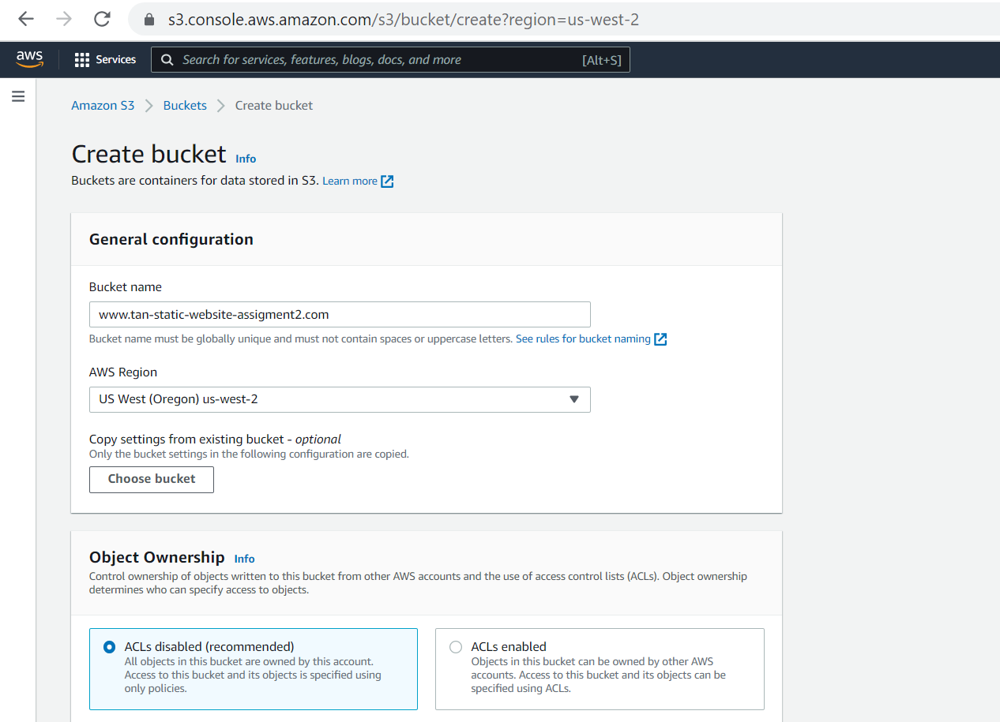 s3.console.aws.amazon.com/s3/bucket/create?region=us-west-2
aws Services Search for services, features, blogs, docs, and more [Alt+S]
Amazon S3 Buckets Create bucket
Create bucket Info
Buckets are containers for data stored in S3. Learn more
General configuration
Bucket name
www.tan-static-website-assigment2.com
Bucket name must be globally unique and must not contain spaces or uppercase letters. See rules for bucket naming
AWS Region
US West (Oregon) us-west-2
Copy settings from existing bucket - optional
Only the bucket settings in the following configuration are copied.
Choose bucket
Object Ownership Info
Control ownership of objects written to this bucket from other AWS accounts and the use of access control lists (ACLs). Object ownership
determines who can specify access to objects.
ACLs disabled (recommended)
All objects in this bucket are owned by this account.
Access to this bucket and its objects is specified using
only policies.
ACLs enabled
Objects in this bucket can be owned by other AWS
accounts. Access to this bucket and its objects can be
specified using ACLs.